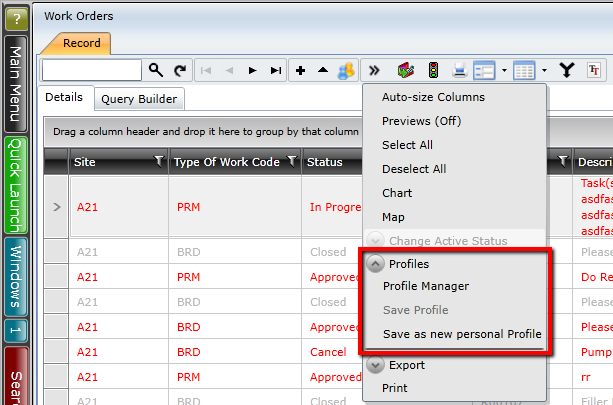 ?
Work Orders
Record
Main Menu
Quick Launch
Windows
1
Sear
Details
Query Builder
Drag a column header and drop it here to group by that column
Site Type Of Work Code Status Descri
A21 PRM In Progre
Task(s
asdfas
asdfas
asdfas
A21 BRD Closed Please
A21 PRM Approved Do Re
A21 BRD Closed Please
A21 BRD Approved Please
A21 BRD Cancel Pump
A21 PRM Approved rr
A21 BRD Closed Filler
Auto-size Columns
Previews (Off)
Select All
Deselect All
Chart
Map
Change Active Status
Profiles
Profile Manager
Save Profile
Save as new personal Profile
Export
Print
TT